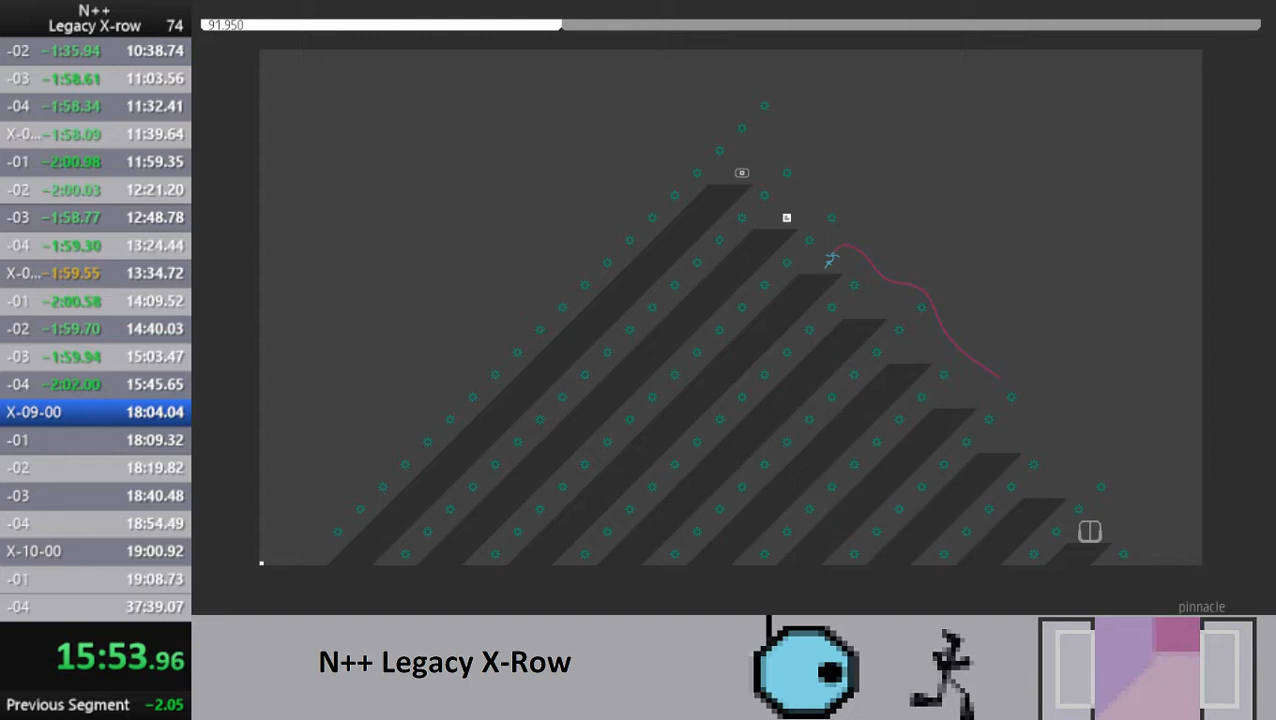 N++
Legacy X-row 74
-02 -1:35.94 10:38.74
-03 -1:58.61 11:03.56
-04 -1:58.34 11:32.41
X-0... -1:58.09 11:39.64
-01 -2:00.98 11:59.35
-02 -2:00.03 12:21.20
-03 -1:58.77 12:48.78
-04 -1:59.30 13:24.44
X-0... -1:59.55 13:34.72
-01 -2:00.58 14:09.52
-02 -1:59.70 14:40.03
-03 -1:59.94 15:03.47
-04 -2:02.00 15:45.65
X-09-00 18:04.04
-01 18:09.32
-02 18:19.82
-03 18:40.48
-04 18:54.49
X-10-00 19:00.92
-01 19:08.73
-04 37:39.07
15:53.96
Previous Segment -2.05
91.950
pinnacle
N++ Legacy X-Row